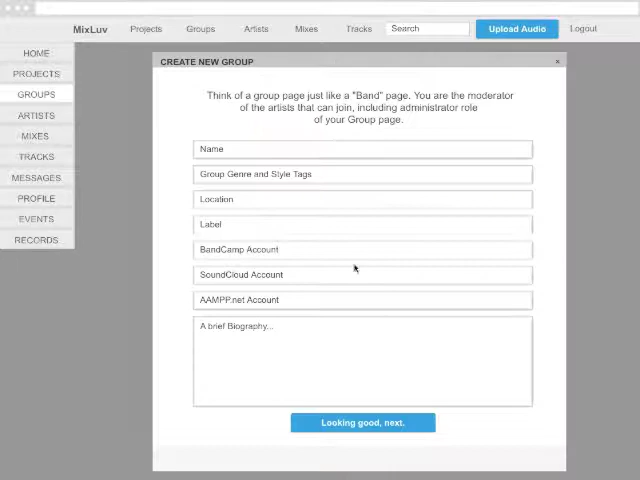 MixLuv Projects Groups Artists Mixes Tracks Search Upload Audio Logout
HOME
PROJECTS
GROUPS
ARTISTS
MIXES
TRACKS
MESSAGES
PROFILE
EVENTS
RECORDS
CREATE NEW GROUP ×
Think of a group page just like a "Band" page. You are the moderator
of the artists that can join, including administrator role
of your Group page.
Name
Group Genre and Style Tags
Location
Label
BandCamp Account
SoundCloud Account
AAMPP.net Account
A brief Biography...
Looking good, next.